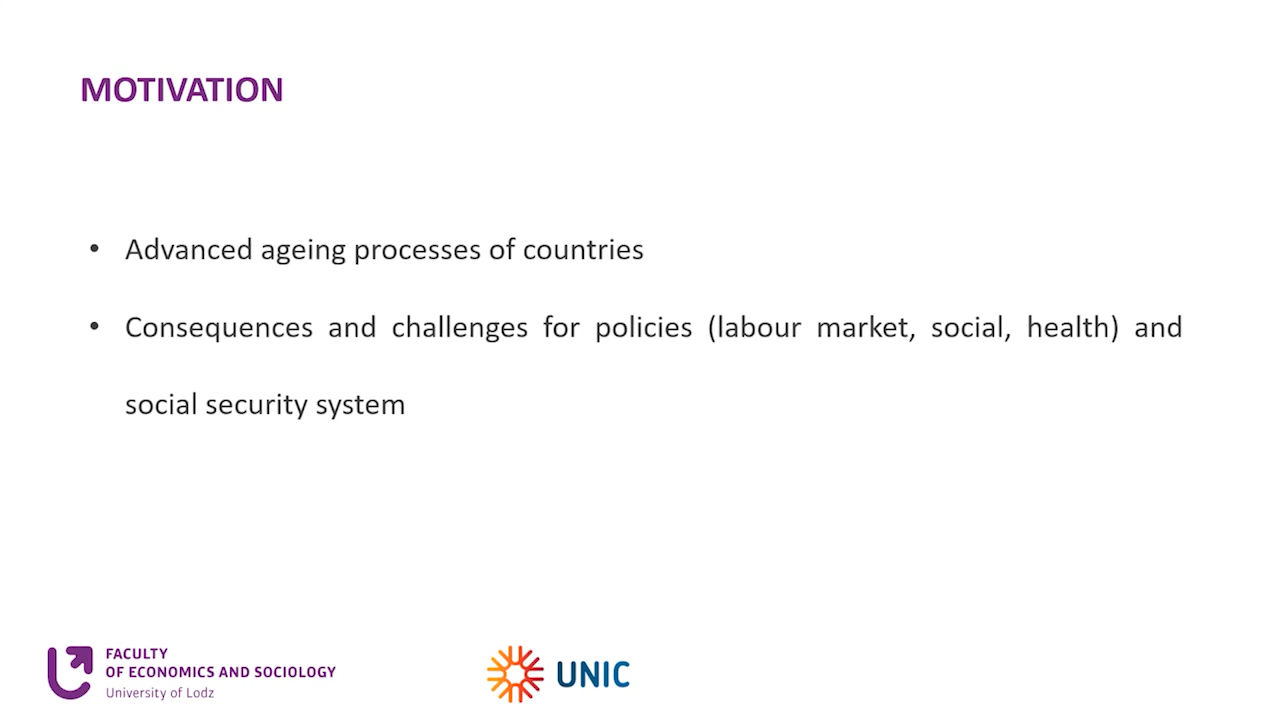 MOTIVATION
• Advanced ageing processes of countries
• Consequences and challenges for policies (labour market, social, health) and
social security system
FACULTY
OF ECONOMICS AND SOCIOLOGY
University of Lodz
UNIC